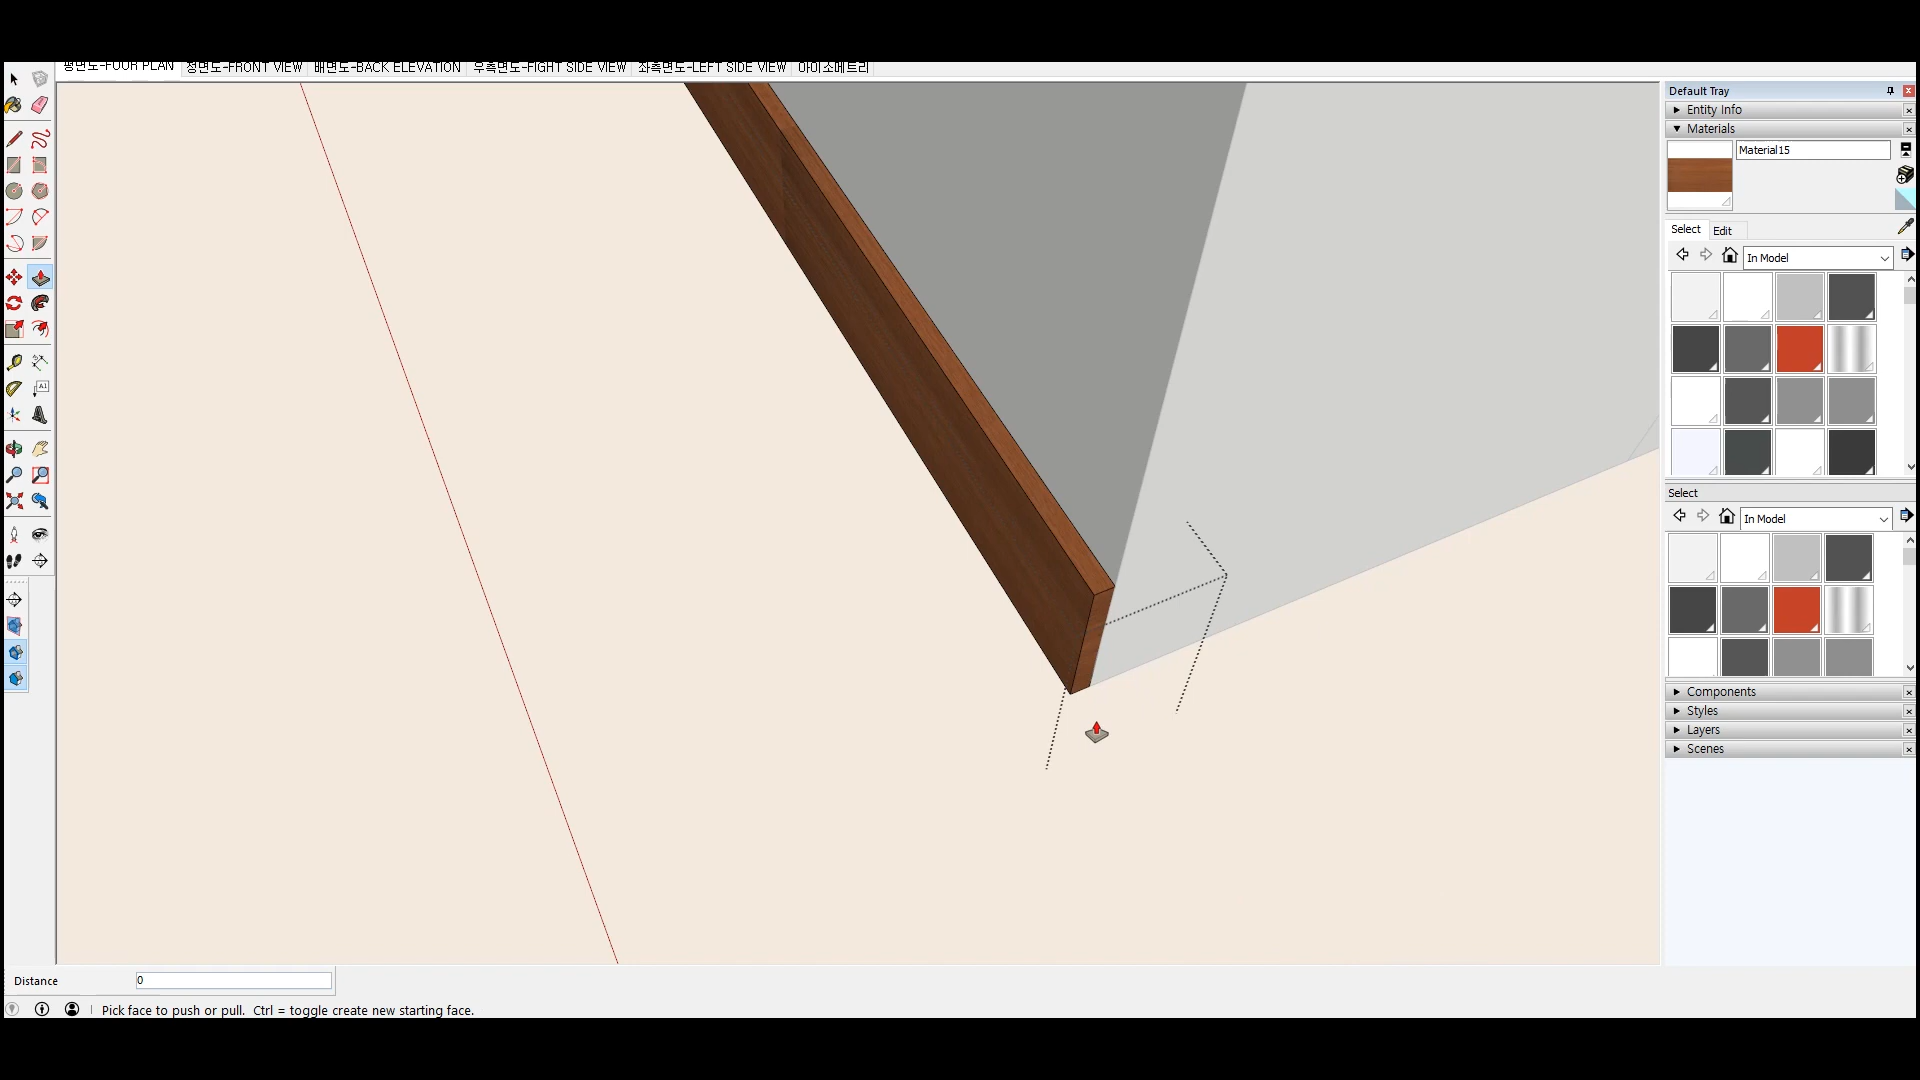 평면도-FOUR PLAN 정면도-FRONT VIEW 배면도-BACK ELEVATION 우측면도-FIGHT SIDE VIEW 좌측면도-LEFT SIDE VIEW 아이소메트리
Default Tray
Entity Info
Materials
Material15
Select Edit
In Model
Select
In Model
Components
Styles
Layers
Scenes
A1
Distance 0
Pick face to push or pull. Ctrl = toggle create new starting face.